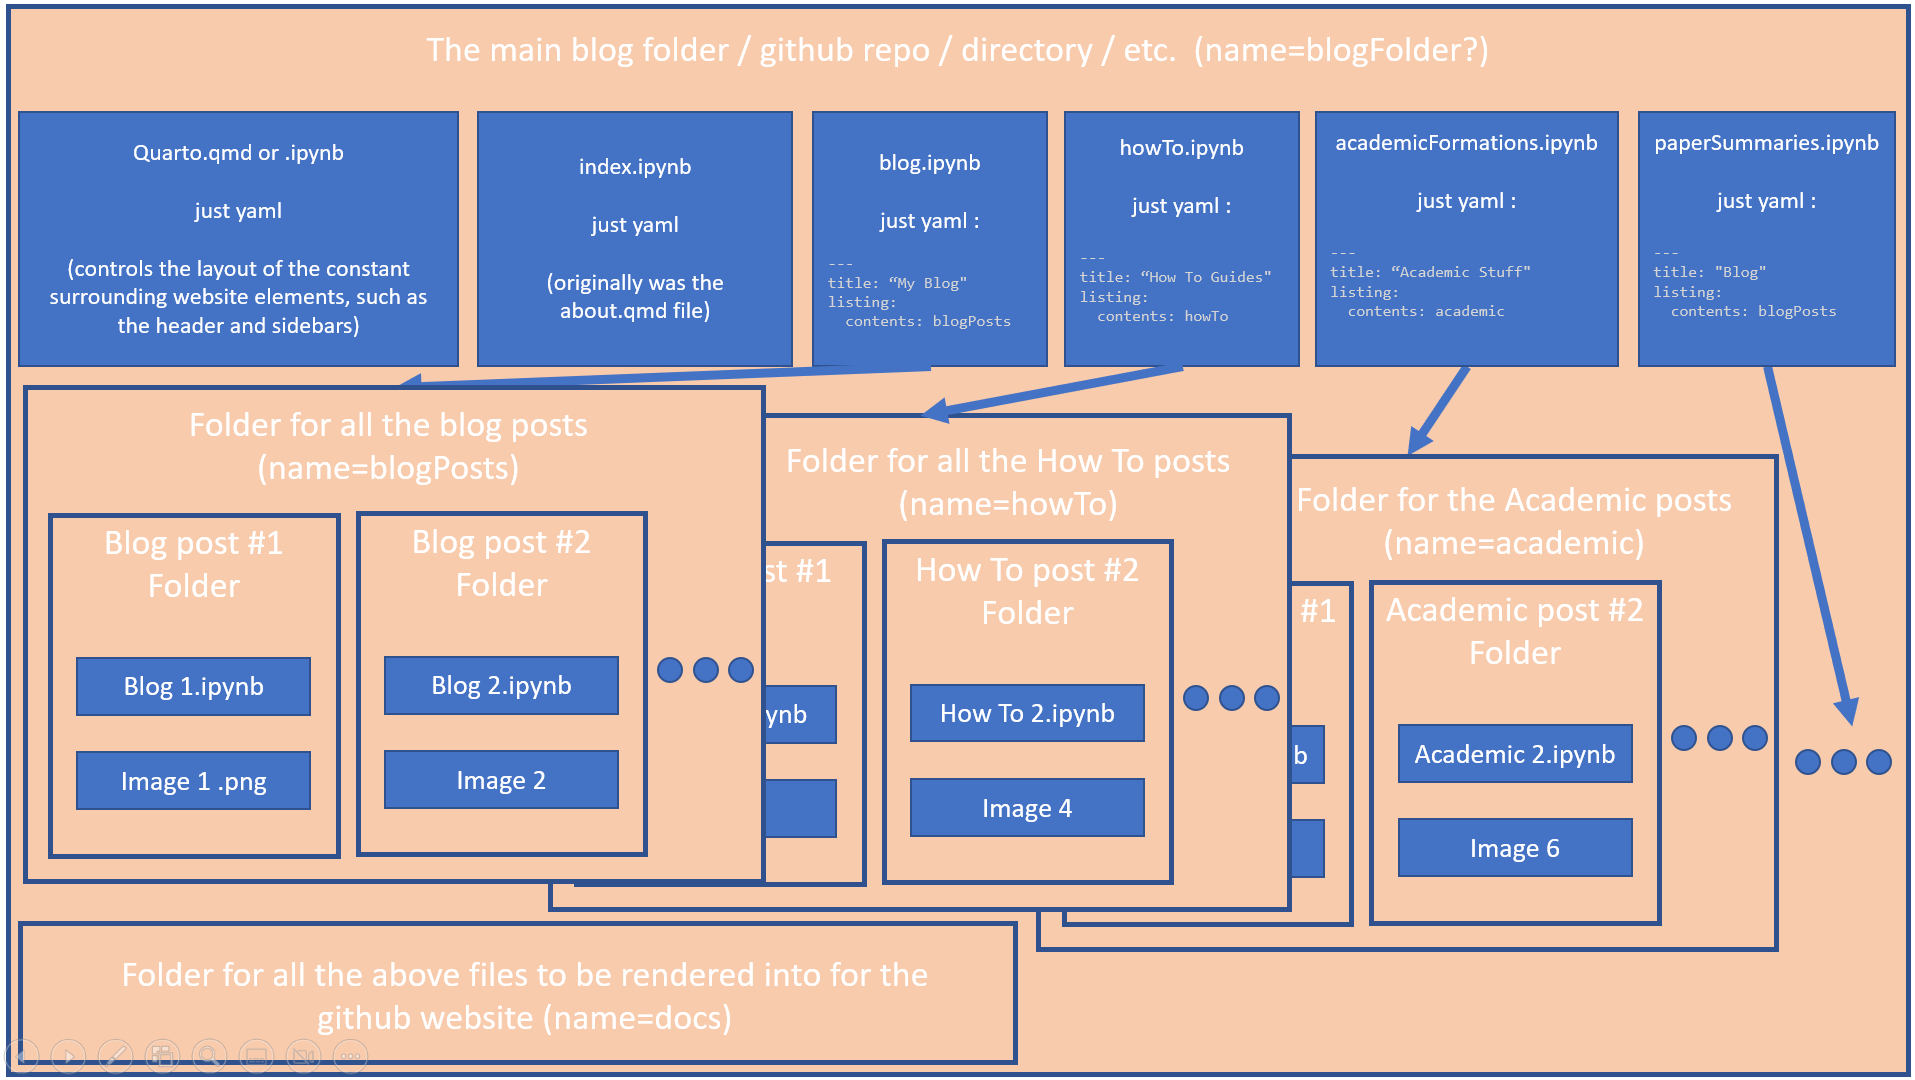 The main blog folder / github repo / directory / etc.  (name=blogFolder?)
Quarto.qmd or .ipynb
just yaml
(controls the layout of the constant
surrounding website elements, such as
the header and sidebars)
index.ipynb
just yaml
(originally was the
about.qmd file)
blog.ipynb
just yaml :
---
title: “My Blog"
listing:
  contents: blogPosts
howTo.ipynb
just yaml :
---
title: “How To Guides"
listing:
  contents: howTo
academicFormations.ipynb
just yaml :
---
title: “Academic Stuff"
listing:
  contents: academic
paperSummaries.ipynb
just yaml :
---
title: "Blog"
listing:
  contents: blogPosts
Folder for all the blog posts
(name=blogPosts)
Blog post #1
Folder
Blog 1.ipynb
Image 1 .png
Blog post #2
Folder
Blog 2.ipynb
Image 2
Folder for all the How To posts
(name=howTo)
st #1
ynb
How To post #2
Folder
How To 2.ipynb
Image 4
Folder for the Academic posts
(name=academic)
#1
b
Academic post #2
Folder
Academic 2.ipynb
Image 6
Folder for all the above files to be rendered into for the
github website (name=docs)